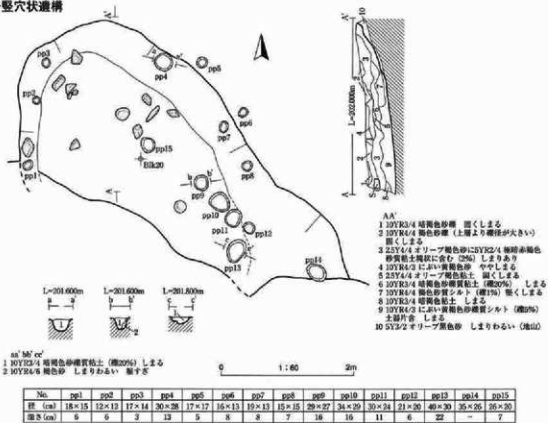 竪穴状遺構
A'
pp3
pp4
pp5
pp2
pp6
pp7
pp15
Blk20
pp8
pp1
pp9
pp10
pp11
pp12
pp13
pp14
A
L=202.000m
AA'
1 10YR3/4 暗褐色砂礫 固くしまる
2 10YR4/4 褐色砂礫（上層より礫径が大きい）
固くしまる
3 2.5Y4/4 オリーブ褐色砂に5YR2/4 極暗赤褐色
砂質粘土塊状に含む（2%） しまりあり
4 10YR4/3 にぶい黄褐色砂 ややしまる
5 2.5Y4/4 オリーブ褐色粘土 固くしまる
6 10YR3/4 暗褐色砂礫質粘土（礫20%） しまる
7 10YR4/4 褐色砂質シルト（礫1%）堅くしまる
8 10YR3/4 暗褐色粘土 しまる
9 10YR4/3 にぶい黄褐色砂礫質シルト（礫5%）
土器片含 しまる
10 5Y3/2 オリーブ黒色砂 しまりわるい（地山）
L=201.600m L=201.600m L=201.800m
a a' b b' c c'
aa' bb' cc'
1 10YR3/4 暗褐色砂礫質粘土（礫20%）しまる
2 10YR4/6 褐色砂 しまりわるい
0 1:60 2m
No. pp1 pp2 pp3 pp4 pp5 pp6 pp7 pp8 pp9 pp10 pp11 pp12 pp13 pp14 pp15
径(cm) 18×15 12×12 17×14 30×28 17×17 16×13 19×13 15×15 29×27 34×29 30×24 21×20 40×30 35×26 26×20
深さ(cm) 6 6 3 13 5 8 8 7 16 16 11 6 22 － 7